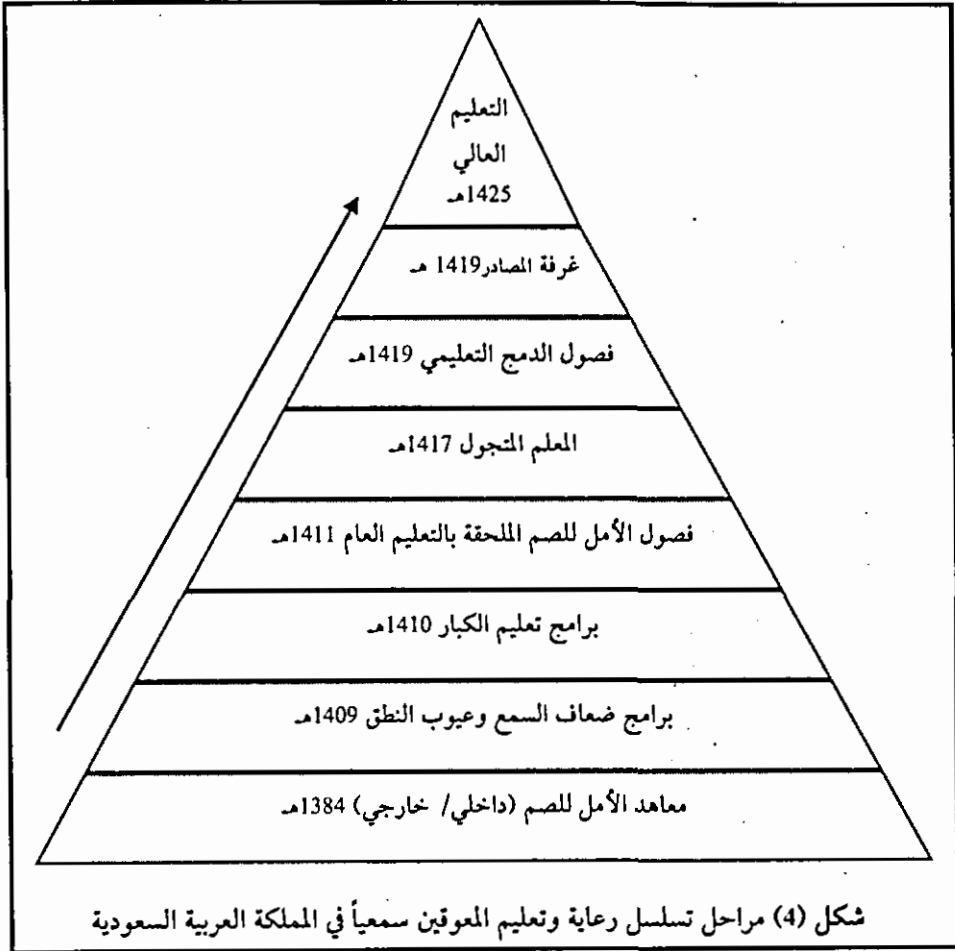 التعليم
العالي
1425هـ
غرفة المصادر1419 هـ
فصول الدمج التعليمي 1419هـ
المعلم المتجول 1417هـ
فصول الأمل للصم الملحقة بالتعليم العام 1411هـ
برامج تعليم الكبار 1410هـ
برامج ضعاف السمع وعيوب النطق 1409هـ
معاهد الأمل للصم (داخلي/ خارجي) 1384هـ
شكل (4) مراحل تسلسل رعاية وتعليم المعوقين سمعياً في المملكة العربية السعودية